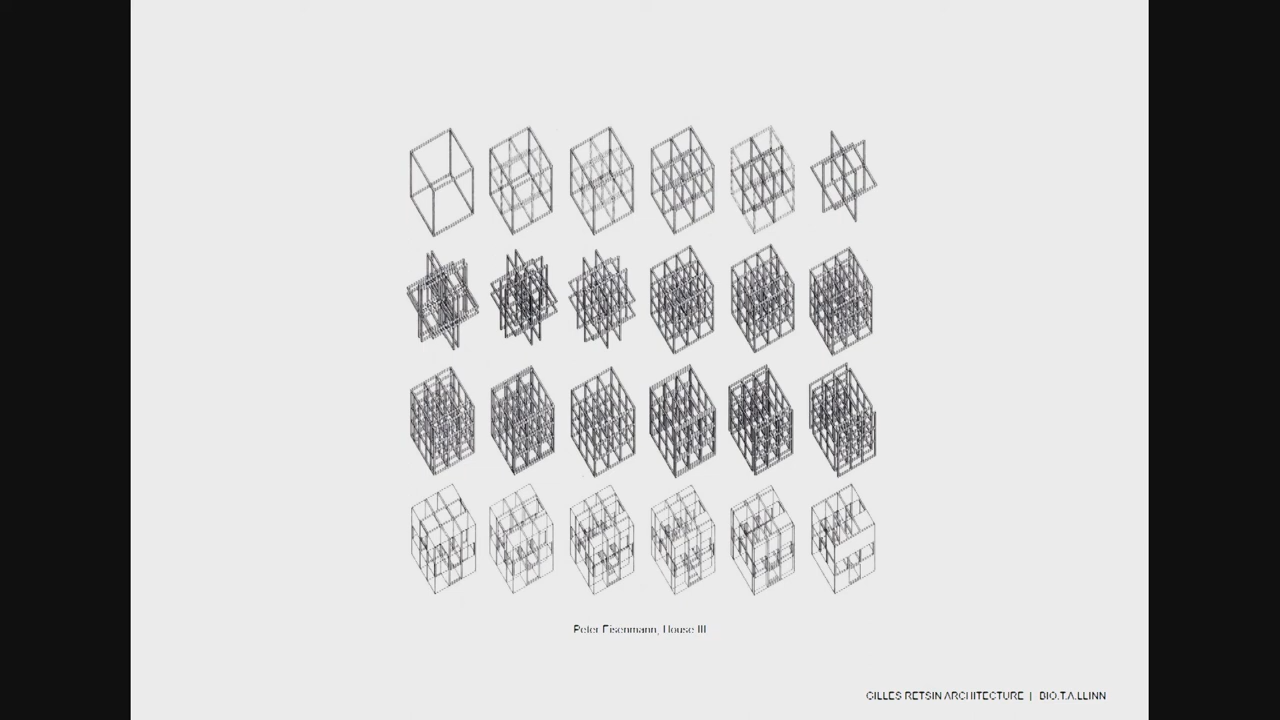 Peter Eisenmann, House III
GILLES RETSIN ARCHITECTURE | BIO.T.A.LLINN